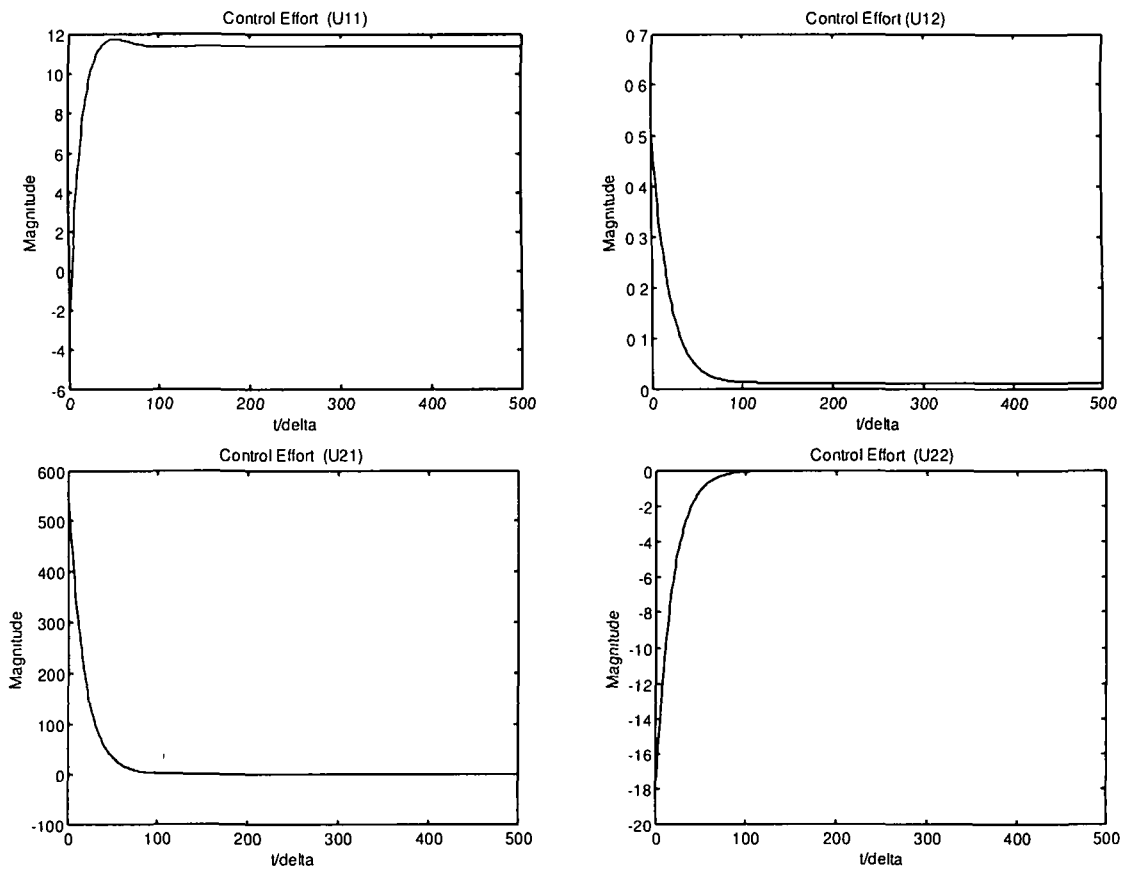 Control Effort (U11)
12
10
8
6
4
2
0
-2
-4
-6
Magnitude
0 100 200 300 400 500
t/delta
Control Effort (U12)
0 7
0 6
0 5
0 4
0 3
0 2
0 1
0
Magnitude
0 100 200 300 400 500
t/delta
Control Effort (U21)
600
500
400
300
200
100
0
-100
Magnitude
0 100 200 300 400 500
t/delta
Control Effort (U22)
0
-2
-4
-6
-8
-10
-12
-14
-16
-18
-20
Magnitude
0 100 200 300 400 500
t/delta